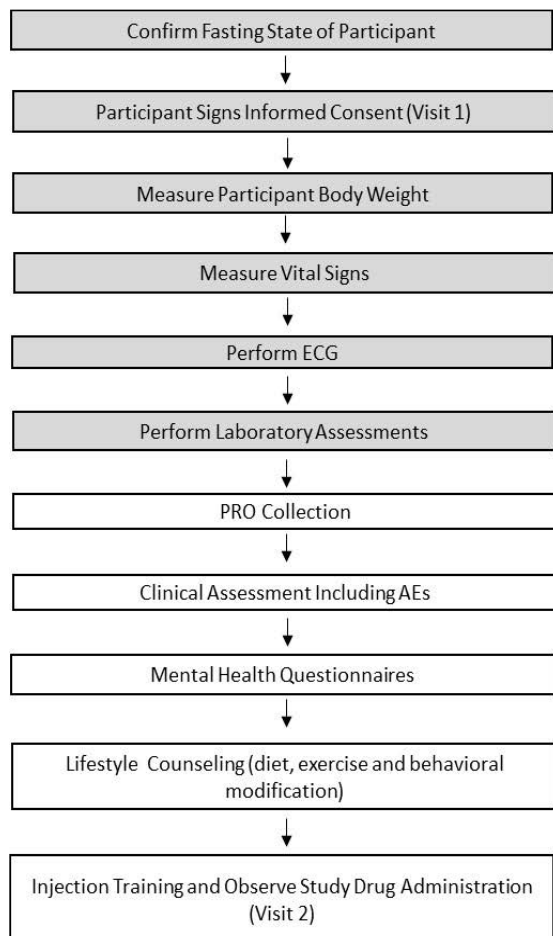 Confirm Fasting State of Participant
Participant Signs Informed Consent (Visit 1)
Measure Participant Body Weight
Measure Vital Signs
Perform ECG
Perform Laboratory Assessments
PRO Collection
Clinical Assessment Including AEs
Mental Health Questionnaires
Lifestyle Counseling (diet, exercise and behavioral
modification)
Injection Training and Observe Study Drug Administration
(Visit 2)